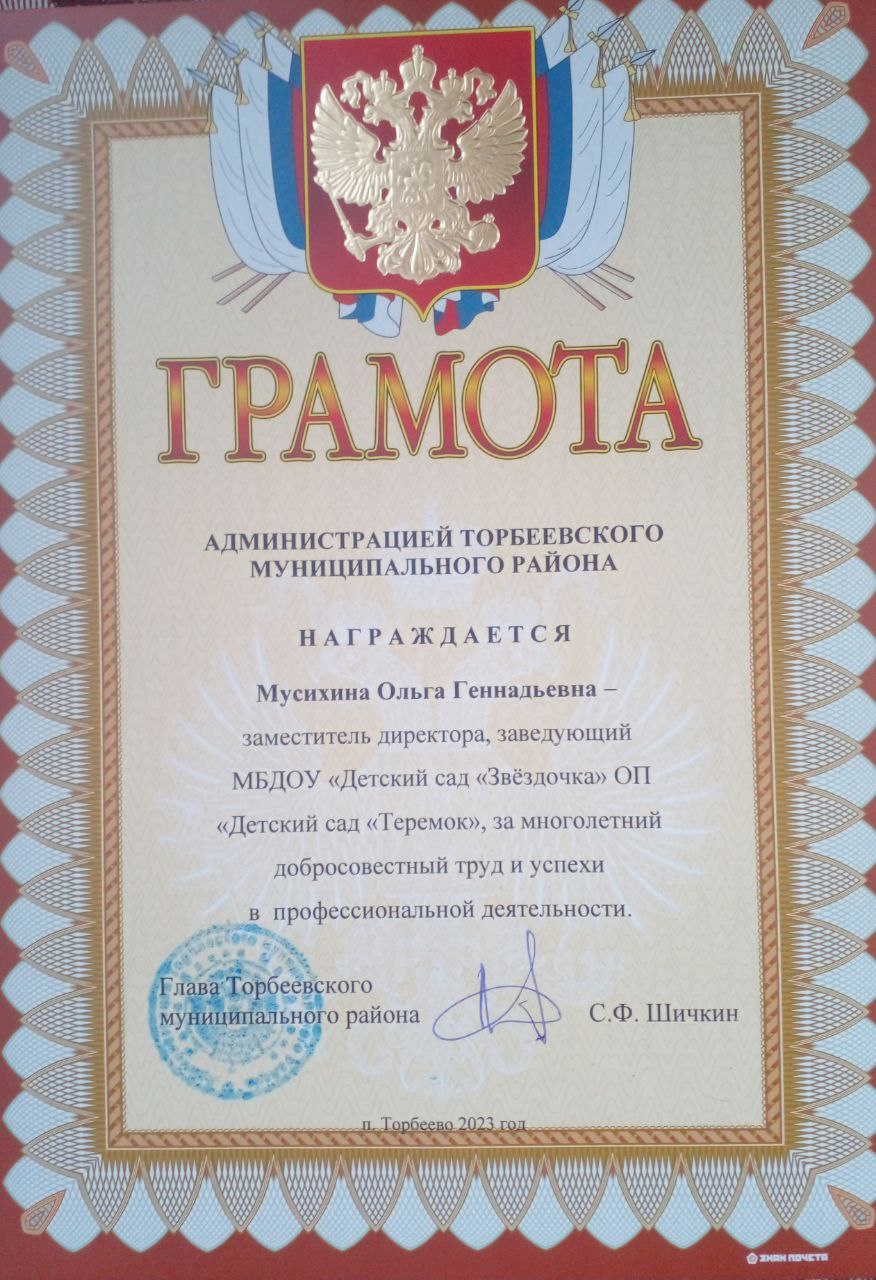 ГРАМОТА
АДМИНИСТРАЦИЕЙ ТОРБЕЕВСКОГО
МУНИЦИПАЛЬНОГО РАЙОНА
НАГРАЖДАЕТСЯ
Мусихина Ольга Геннадьевна –
заместитель директора, заведующий
МБДОУ «Детский сад «Звёздочка» ОП
«Детский сад «Теремок», за многолетний
добросовестный труд и успехи
в профессиональной деятельности.
Глава Торбеевского
муниципального района С.Ф. Шичкин
п. Торбеево 2023 год
ЗНАК ПОЧЕТА